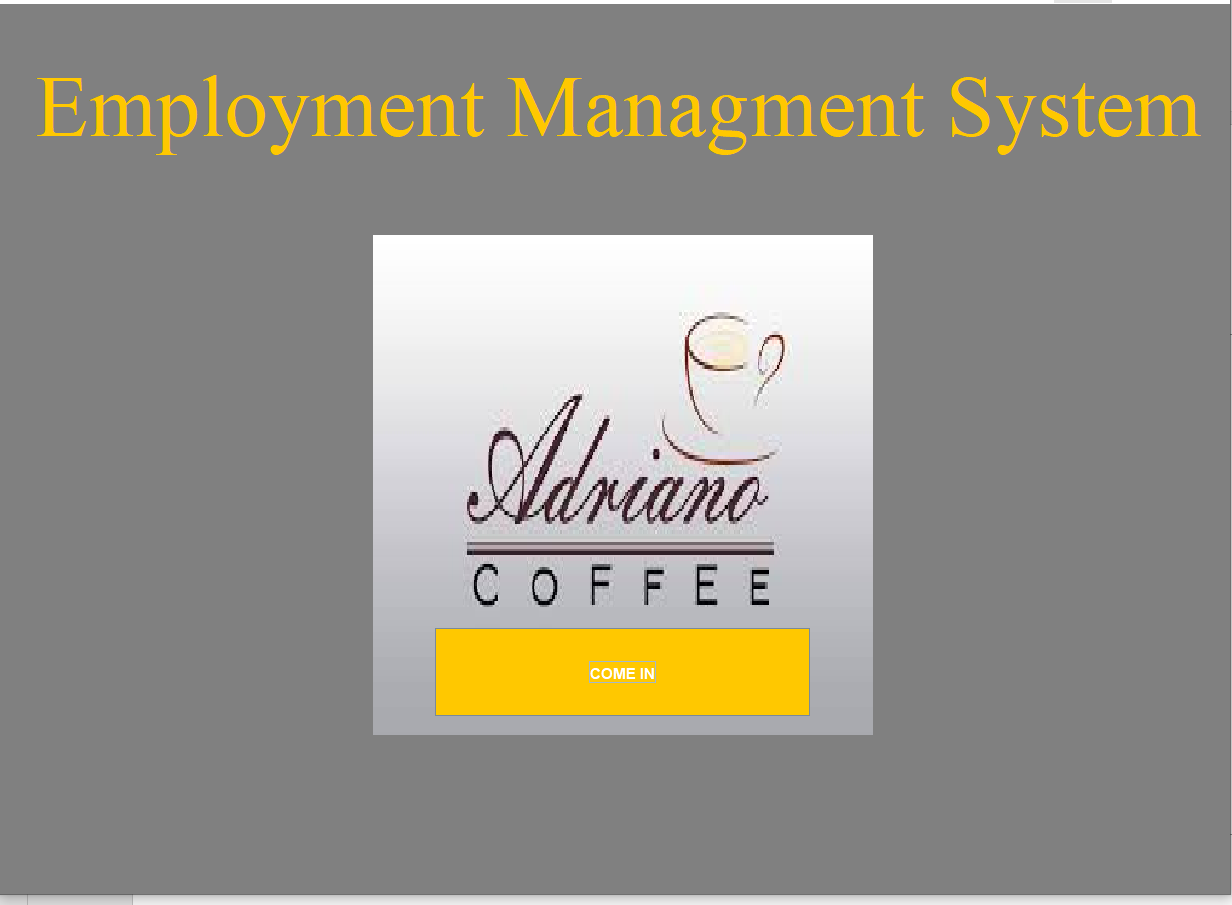 Employment Managment System
Adriano
COFFEE
COME IN